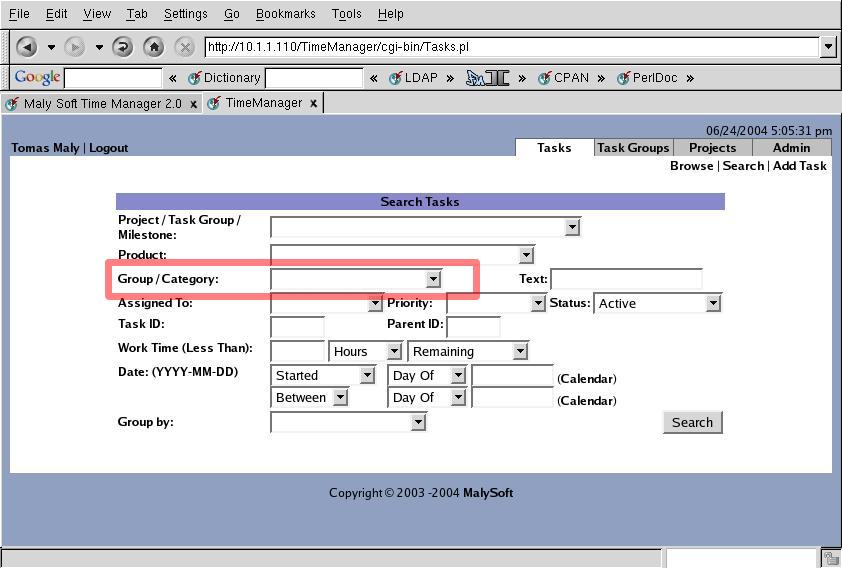 File Edit View Tab Settings Go Bookmarks Tools Help
http://10.1.1.110/TimeManager/cgi-bin/Tasks.pl
Google « Dictionary « LDAP » » CPAN » PerlDoc »
Maly Soft Time Manager 2.0 x TimeManager x
06/24/2004 5:05:31 pm
Tomas Maly | Logout Tasks Task Groups Projects Admin
Browse | Search | Add Task
Search Tasks
Project / Task Group /
Milestone:
Product:
Group / Category: Text:
Assigned To: Priority: Status: Active
Task ID: Parent ID:
Work Time (Less Than): Hours Remaining
Date: (YYYY-MM-DD) Started Day Of (Calendar)
Between Day Of (Calendar)
Group by: Search
Copyright © 2003 -2004 MalySoft